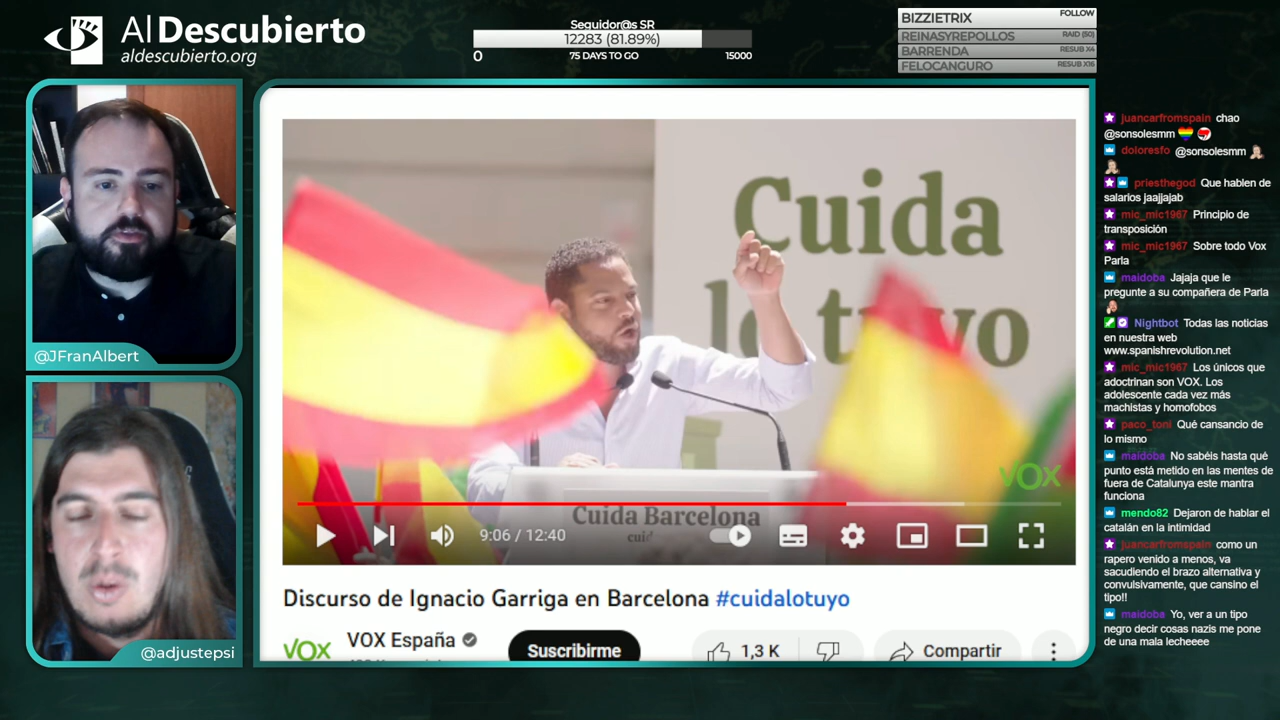 Al Descubierto
aldescubierto.org
Seguidor@s SR
12283 (81.89%)
0
75 DAYS TO GO
15000
BIZZIETRIX
FOLLOW
REINASYREPOLLOS
RAID (50)
BARRENDA
RESUB X4
FELOCANGURO
RESUB X16
@JFranAlbert
@adjustepsi
Cuida
lo tuyo
VOX
Cuida Barcelona
9:06 / 12:40
Discurso de Ignacio Garriga en Barcelona #cuidalotuyo
VOX
VOX España
Suscribirme
1,3 K
Compartir
juancarfromspain chao
@sonsolesmm
doloresfo @sonsolesmm
priesthegod Que hablen de
salarios jaajjajab
mic_mic1967 Principio de
transposición
mic_mic1967 Sobre todo Vox
Parla
maidoba Jajaja que le
pregunte a su compañera de Parla
Nightbot Todas las noticias
en nuestra web
www.spanishrevolution.net
mic_mic1967 Los únicos que
adoctrinan son VOX. Los
adolescente cada vez más
machistas y homofobos
paco_toni Qué cansancio de
lo mismo
maidoba No sabéis hasta qué
punto está metido en las mentes de
fuera de Catalunya este mantra
funciona
mendo82 Dejaron de hablar el
catalán en la intimidad
juancarfromspain como un
rapero venido a menos, va
sacudiendo el brazo alternativa y
convulsivamente, que cansino el
tipo!!
maidoba Yo, ver a un tipo
negro decir cosas nazis me pone
de una mala lecheeee